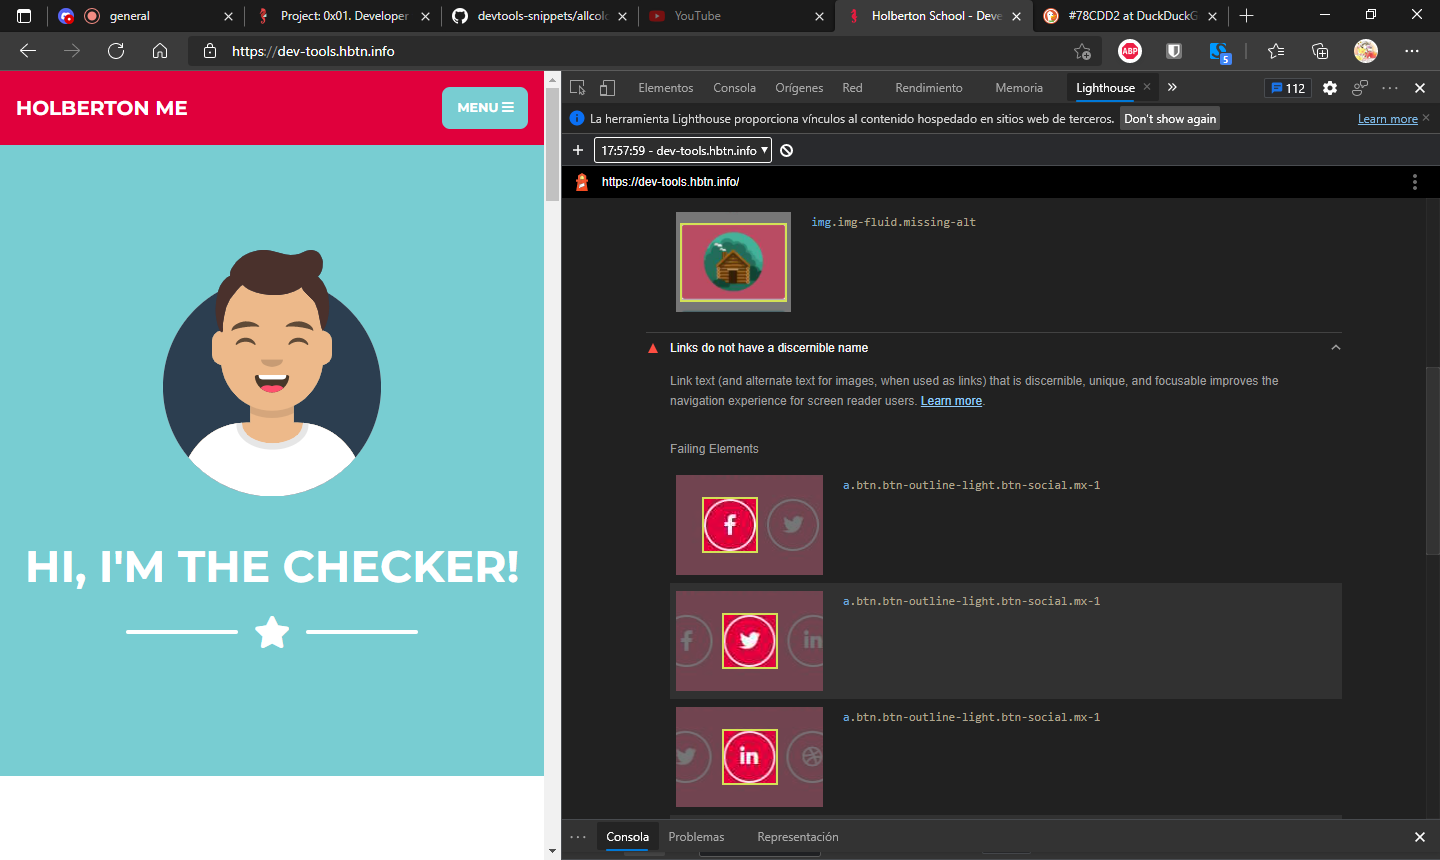 general
Project: 0x01. Developer
devtools-snippets/allcol
YouTube
Holberton School - Deve
#78CDD2 at DuckDuckG
https://dev-tools.hbtn.info
ABP
5
HOLBERTON ME
MENU
HI, I'M THE CHECKER!
Elementos
Consola
Orígenes
Red
Rendimiento
Memoria
Lighthouse
112
La herramienta Lighthouse proporciona vínculos al contenido hospedado en sitios web de terceros.
Don't show again
Learn more
17:57:59 - dev-tools.hbtn.info
https://dev-tools.hbtn.info/
img.img-fluid.missing-alt
Links do not have a discernible name
Link text (and alternate text for images, when used as links) that is discernible, unique, and focusable improves the
navigation experience for screen reader users. Learn more.
Failing Elements
a.btn.btn-outline-light.btn-social.mx-1
a.btn.btn-outline-light.btn-social.mx-1
a.btn.btn-outline-light.btn-social.mx-1
Consola
Problemas
Representación